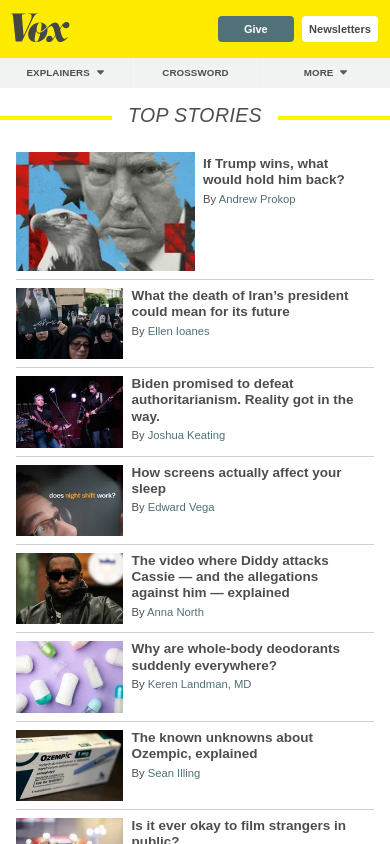 Vox
Give
Newsletters
EXPLAINERS
CROSSWORD
MORE
TOP STORIES
If Trump wins, what
would hold him back?
By Andrew Prokop
What the death of Iran’s president
could mean for its future
By Ellen Ioanes
Biden promised to defeat
authoritarianism. Reality got in the
way.
By Joshua Keating
does night shift work?
How screens actually affect your
sleep
By Edward Vega
The video where Diddy attacks
Cassie — and the allegations
against him — explained
By Anna North
Why are whole-body deodorants
suddenly everywhere?
By Keren Landman, MD
OZEMPIC
The known unknowns about
Ozempic, explained
By Sean Illing
Is it ever okay to film strangers in
public?